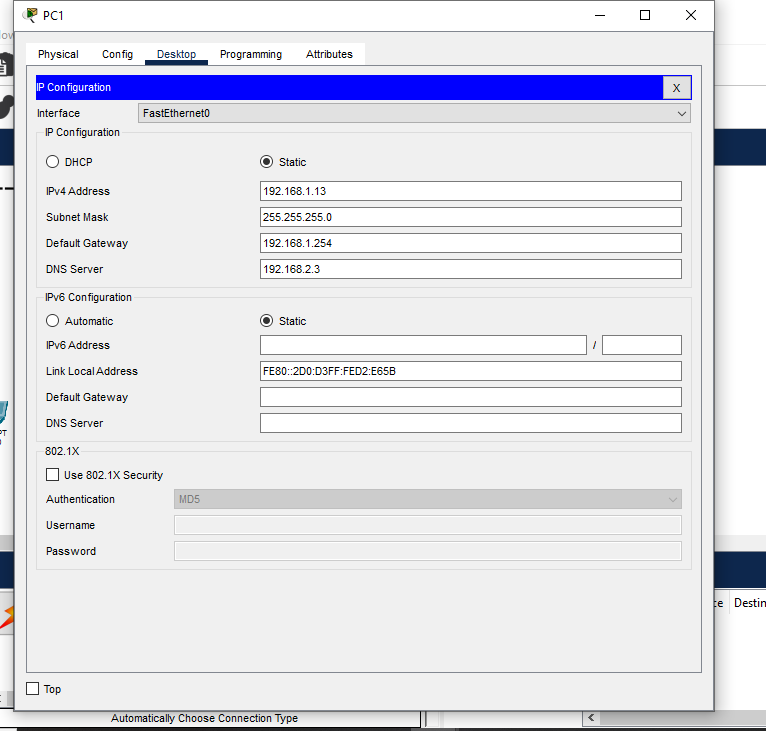 PC1
Physical Config Desktop Programming Attributes
IP Configuration X
Interface FastEthernet0
IP Configuration
DHCP Static
IPv4 Address 192.168.1.13
Subnet Mask 255.255.255.0
Default Gateway 192.168.1.254
DNS Server 192.168.2.3
IPv6 Configuration
Automatic Static
IPv6 Address /
Link Local Address FE80::2D0:D3FF:FED2:E65B
Default Gateway
DNS Server
802.1X
Use 802.1X Security
Authentication MD5
Username
Password
Top
Automatically Choose Connection Type